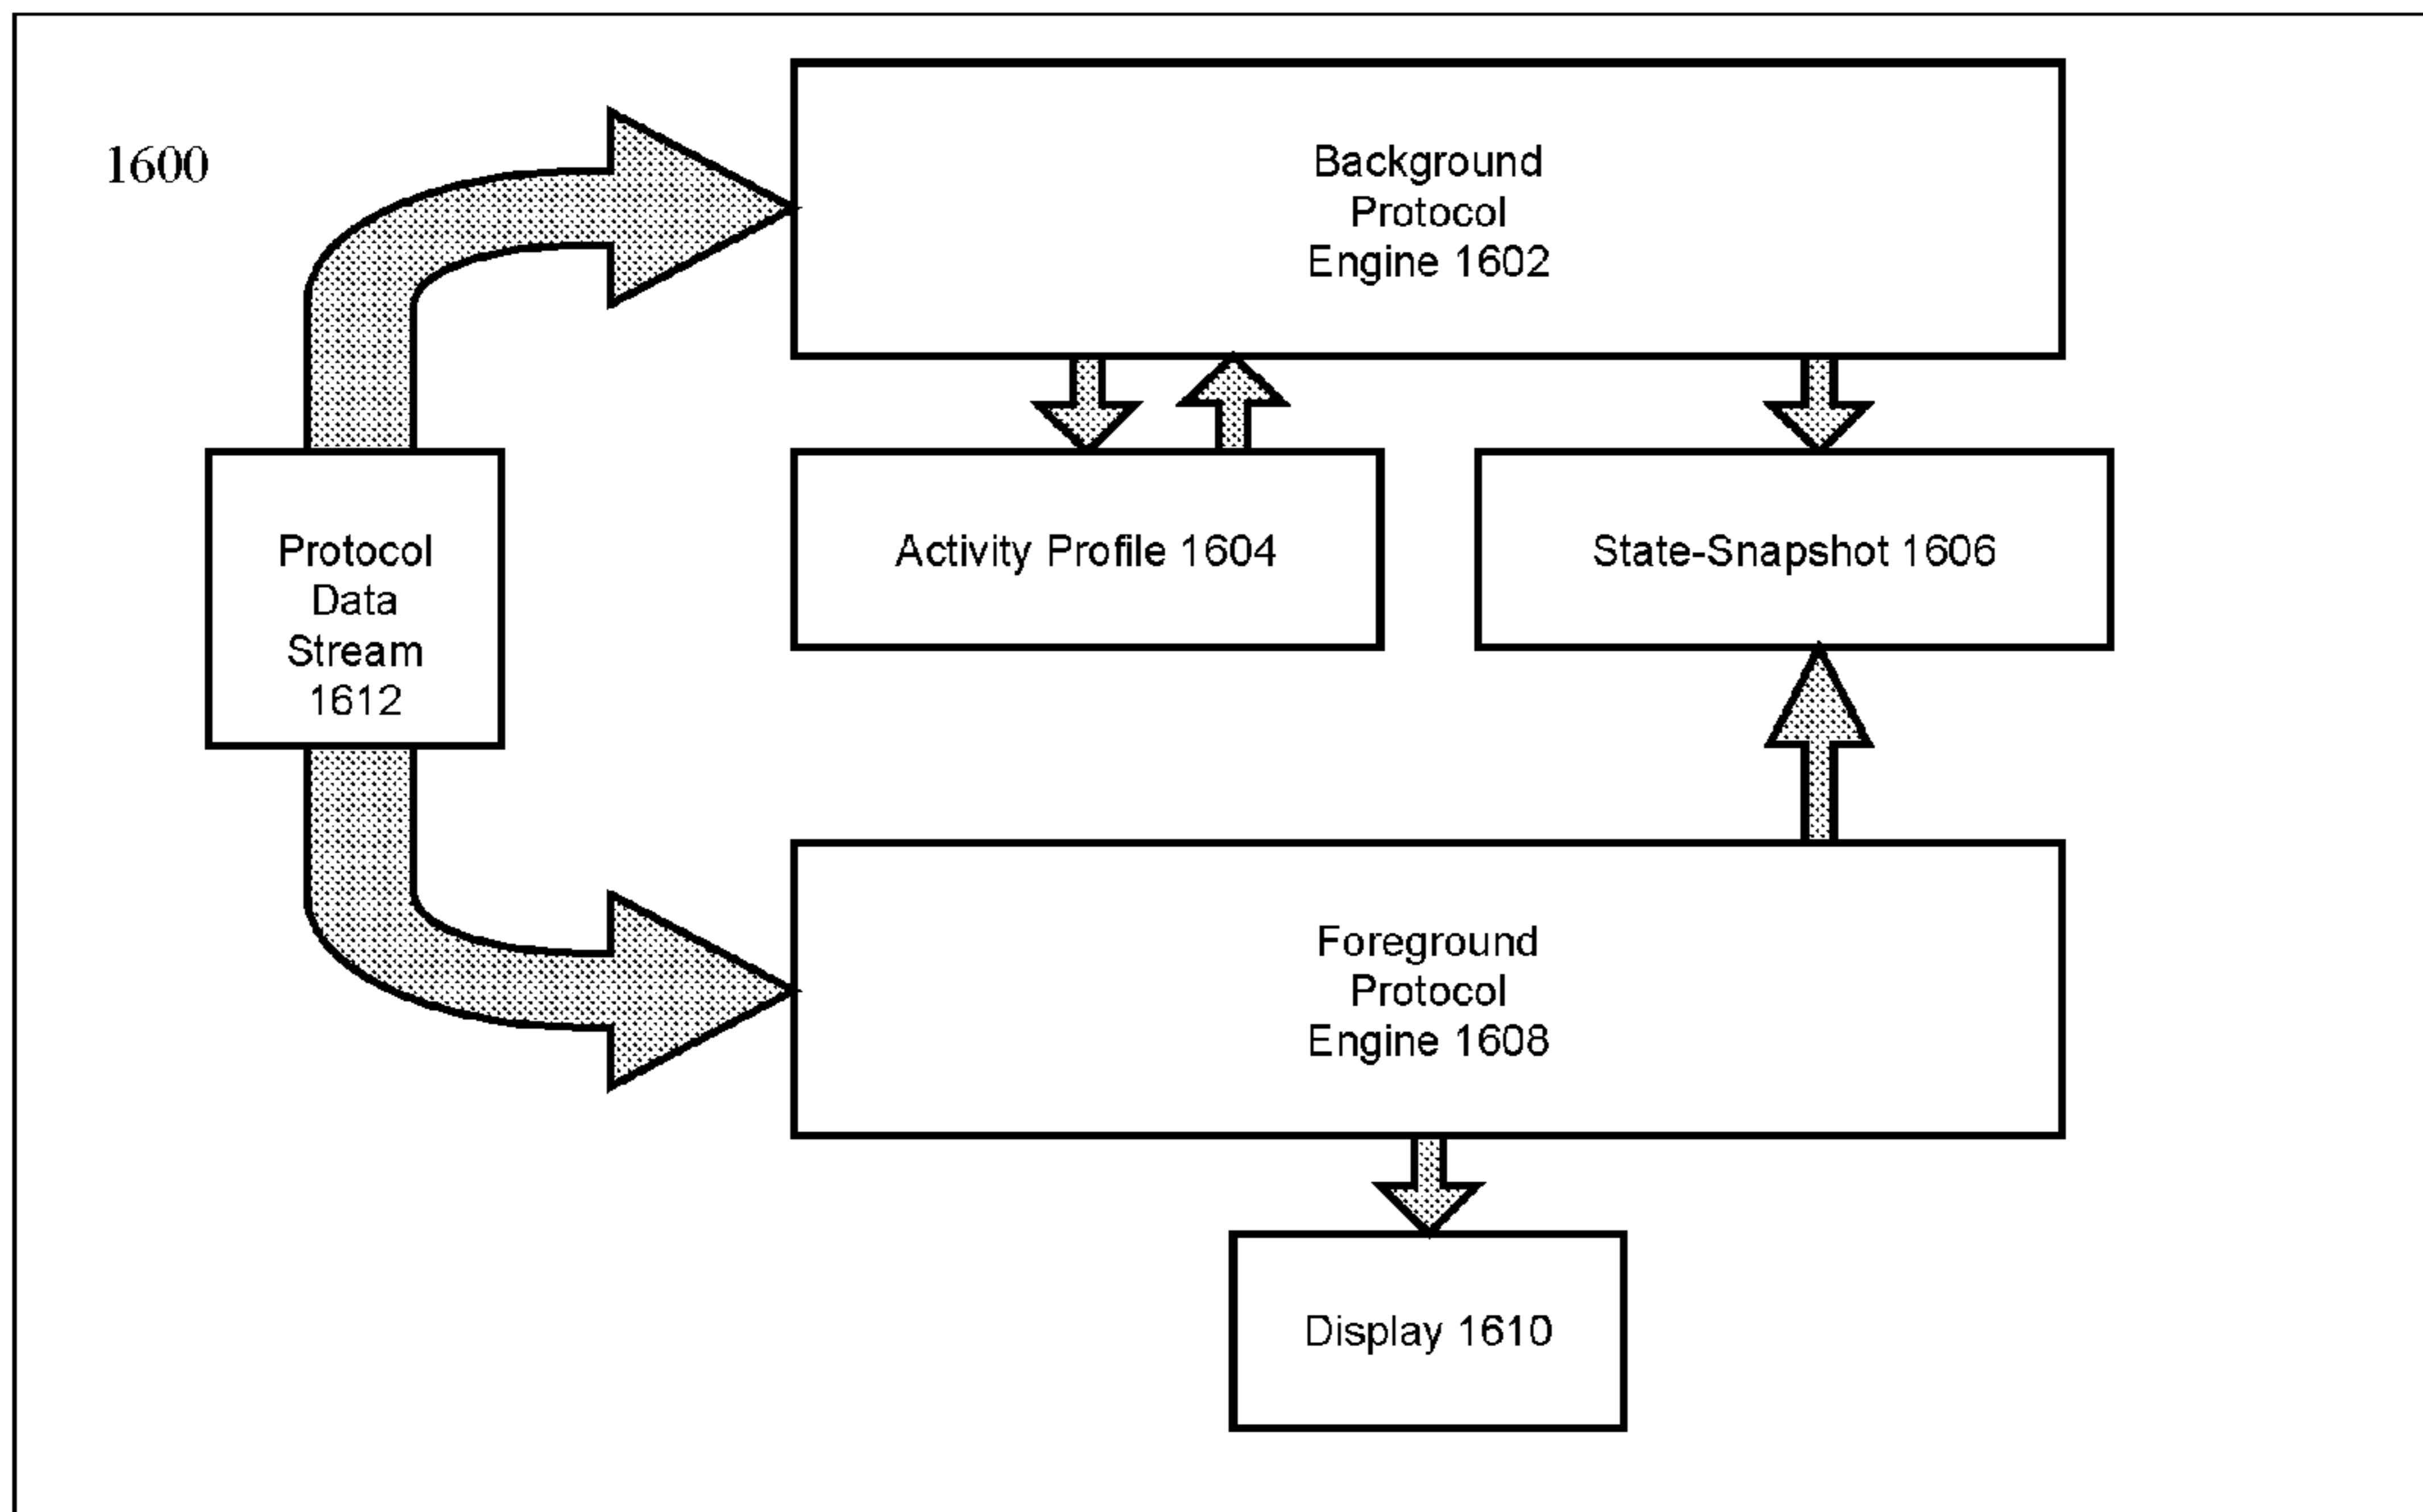 1600
Background
Protocol
Engine 1602
Activity Profile 1604
State-Snapshot 1606
Protocol
Data
Stream
1612
Foreground
Protocol
Engine 1608
Display 1610